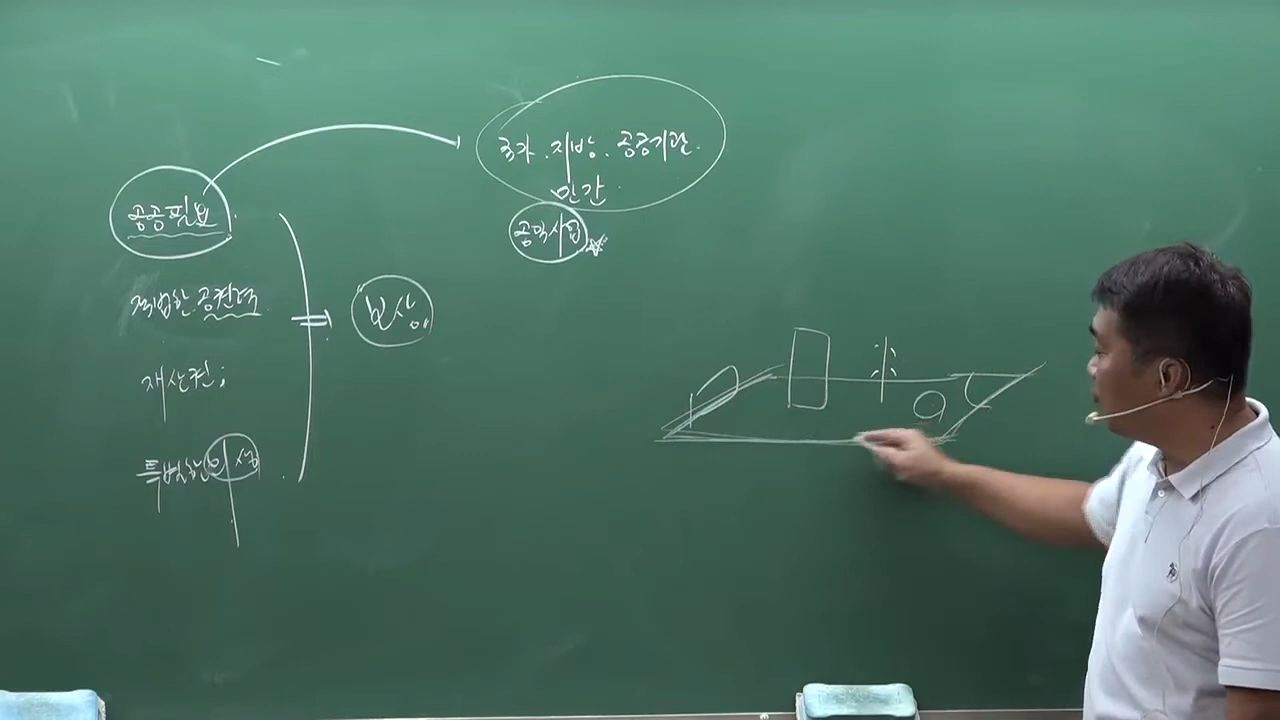 국가. 지방. 공공기관.
민간.
공익사업
공공필요.
적법한. 공권력.
보상.
재산권;
특별한 희생.
a